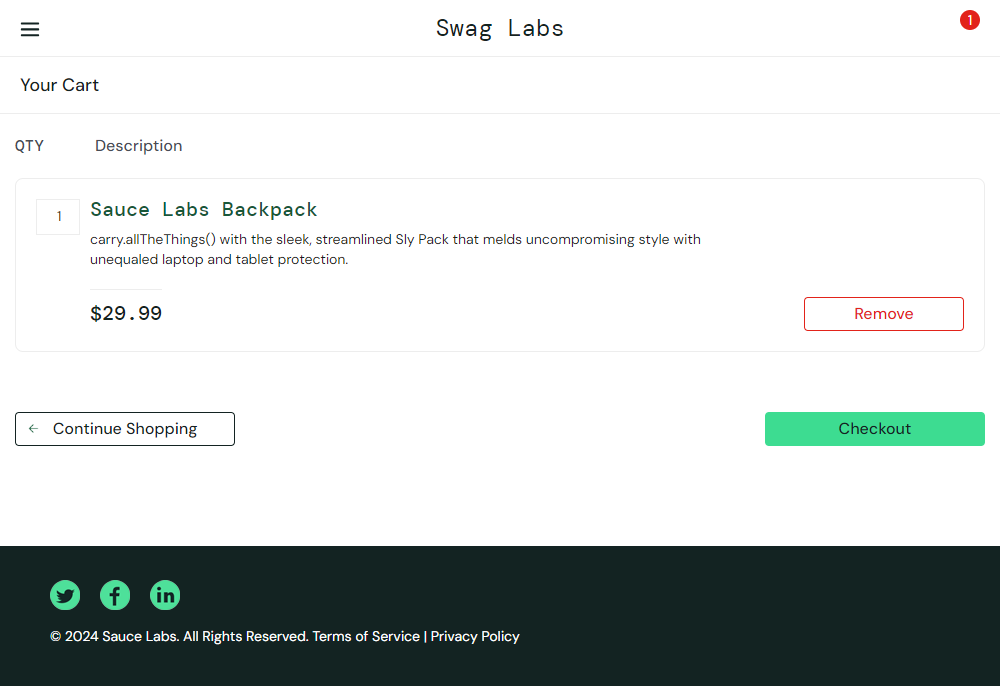 Swag Labs
1
Your Cart
QTY Description
1
Sauce Labs Backpack
carry.allTheThings() with the sleek, streamlined Sly Pack that melds uncompromising style with
unequaled laptop and tablet protection.
$29.99
Remove
Continue Shopping
Checkout
© 2024 Sauce Labs. All Rights Reserved. Terms of Service | Privacy Policy